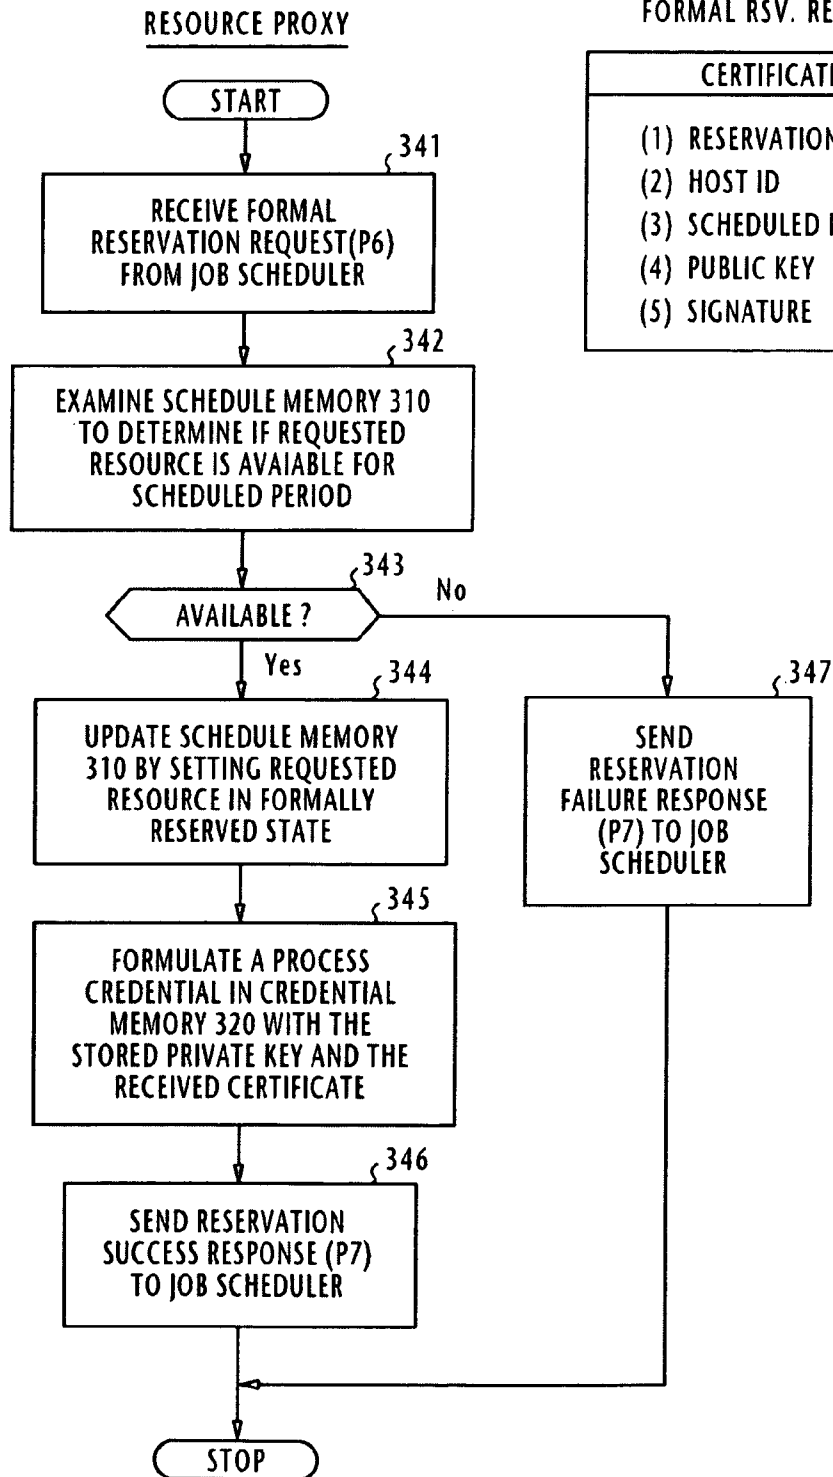 RESOURCE PROXY
START
341
RECEIVE FORMAL
RESERVATION REQUEST(P6)
FROM JOB SCHEDULER
342
EXAMINE SCHEDULE MEMORY 310
TO DETERMINE IF REQUESTED
RESOURCE IS AVAIABLE FOR
SCHEDULED PERIOD
343
AVAILABLE ?
No
Yes
344
UPDATE SCHEDULE MEMORY
310 BY SETTING REQUESTED
RESOURCE IN FORMALLY
RESERVED STATE
345
FORMULATE A PROCESS
CREDENTIAL IN CREDENTIAL
MEMORY 320 WITH THE
STORED PRIVATE KEY AND THE
RECEIVED CERTIFICATE
346
SEND RESERVATION
SUCCESS RESPONSE (P7)
TO JOB SCHEDULER
347
SEND
RESERVATION
FAILURE RESPONSE
(P7) TO JOB
SCHEDULER
STOP
FORMAL RSV.
(1) RESERVATION
(2) HOST ID
(3) SCHEDULED
(4) PUBLIC KEY
(5) SIGNATURE